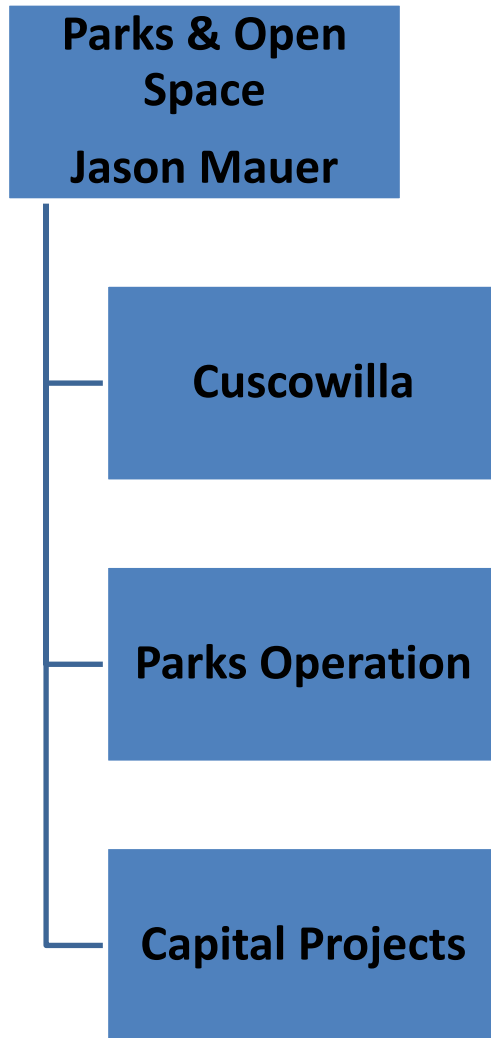 Parks & Open
Space
Jason Mauer
Cuscowilla
Parks Operation
Capital Projects